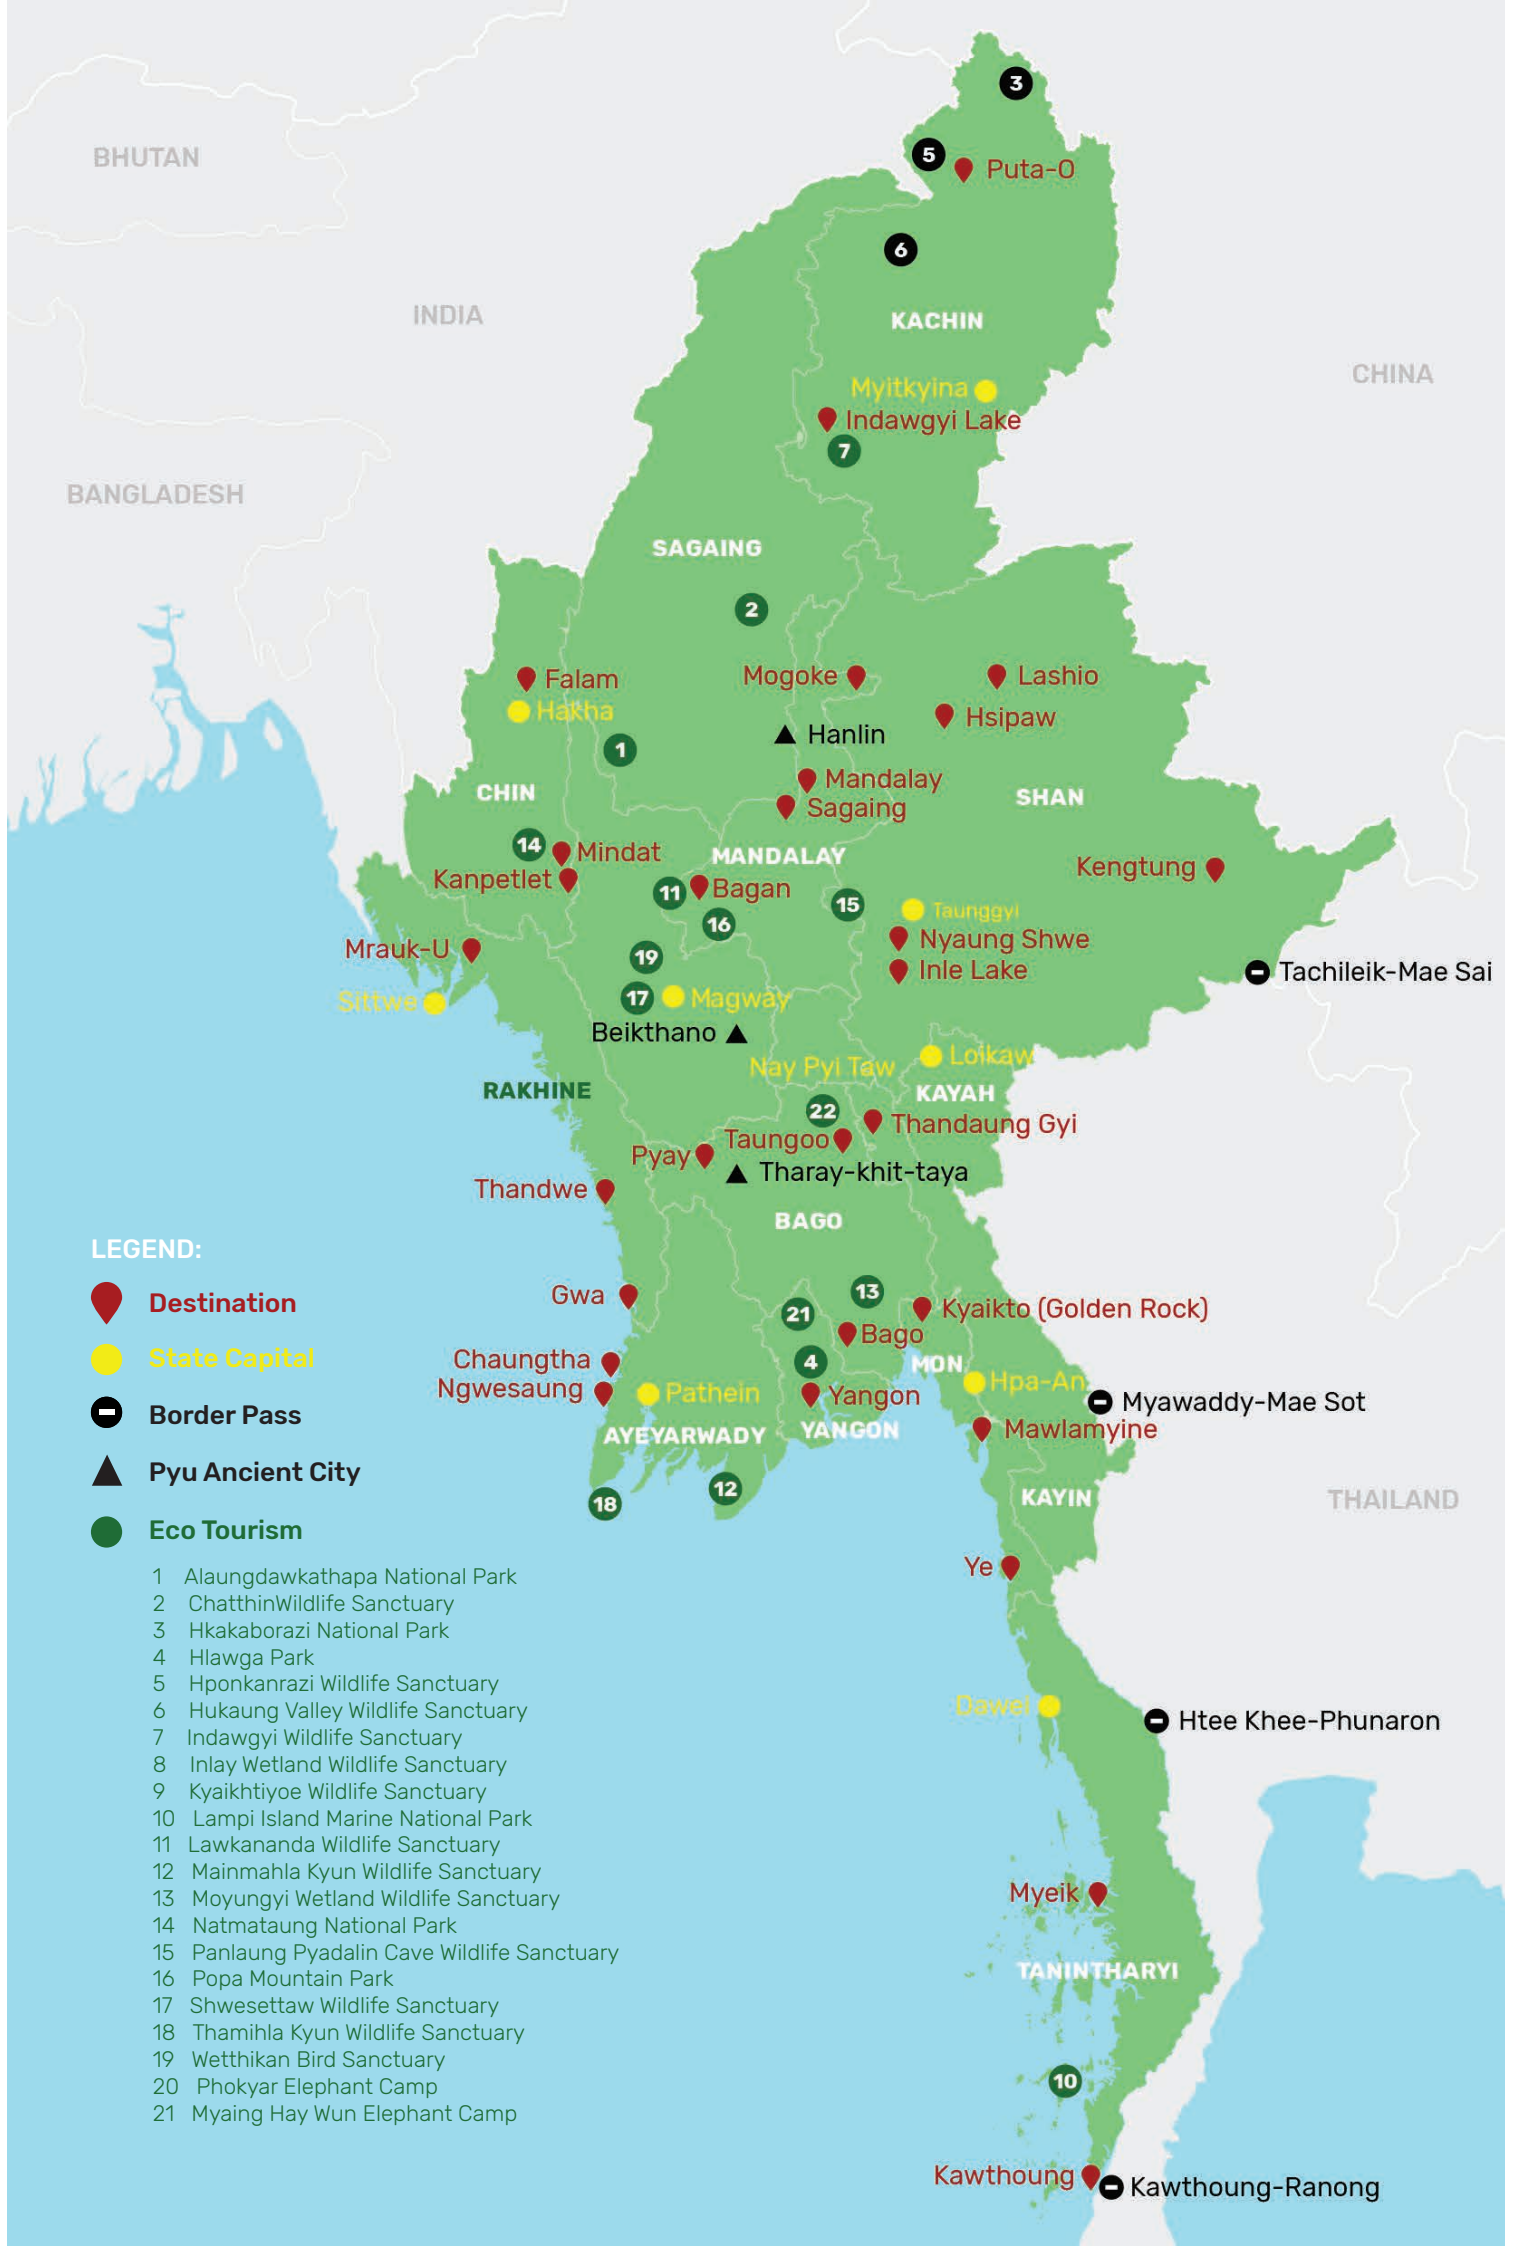 3
BHUTAN
5
Puta-O
6
INDIA
KACHIN
CHINA
Myitkyina
Indawgyi Lake
7
BANGLADESH
SAGAING
2
Falam
Mogoke
Lashio
Hakha
Hsipaw
Hanlin
1
Mandalay
CHIN
SHAN
Sagaing
14
Mindat
MANDALAY
Kanpetlet
Kengtung
11
Bagan
15
Taunggyi
16
Mrauk-U
Nyaung Shwe
19
Inle Lake
Tachileik-Mae Sai
Sittwe
17
Magway
Beikthano
Loikaw
Nay Pyi Taw
RAKHINE
KAYAH
22
Thandaung Gyi
Taungoo
Pyay
Tharay-khit-taya
Thandwe
BAGO
Gwa
13
21
Kyaikto (Golden Rock)
Bago
Chaungtha
4
MON
Ngwesaung
Pathein
Yangon
Hpa-An
Myawaddy-Mae Sot
AYEYARWADY
YANGON
Mawlamyine
12
18
KAYIN
THAILAND
Ye
Dawei
Htee Khee-Phunaron
Myeik
TANINTHARYI
10
Kawthoung
Kawthoung-Ranong
LEGEND:
Destination
State Capital
Border Pass
Pyu Ancient City
Eco Tourism
1 Alaungdawkathapa National Park
2 ChatthinWildlife Sanctuary
3 Hkakaborazi National Park
4 Hlawga Park
5 Hponkanrazi Wildlife Sanctuary
6 Hukaung Valley Wildlife Sanctuary
7 Indawgyi Wildlife Sanctuary
8 Inlay Wetland Wildlife Sanctuary
9 Kyaikhtiyoe Wildlife Sanctuary
10 Lampi Island Marine National Park
11 Lawkananda Wildlife Sanctuary
12 Mainmahla Kyun Wildlife Sanctuary
13 Moyungyi Wetland Wildlife Sanctuary
14 Natmataung National Park
15 Panlaung Pyadalin Cave Wildlife Sanctuary
16 Popa Mountain Park
17 Shwesettaw Wildlife Sanctuary
18 Thamihla Kyun Wildlife Sanctuary
19 Wetthikan Bird Sanctuary
20 Phokyar Elephant Camp
21 Myaing Hay Wun Elephant Camp